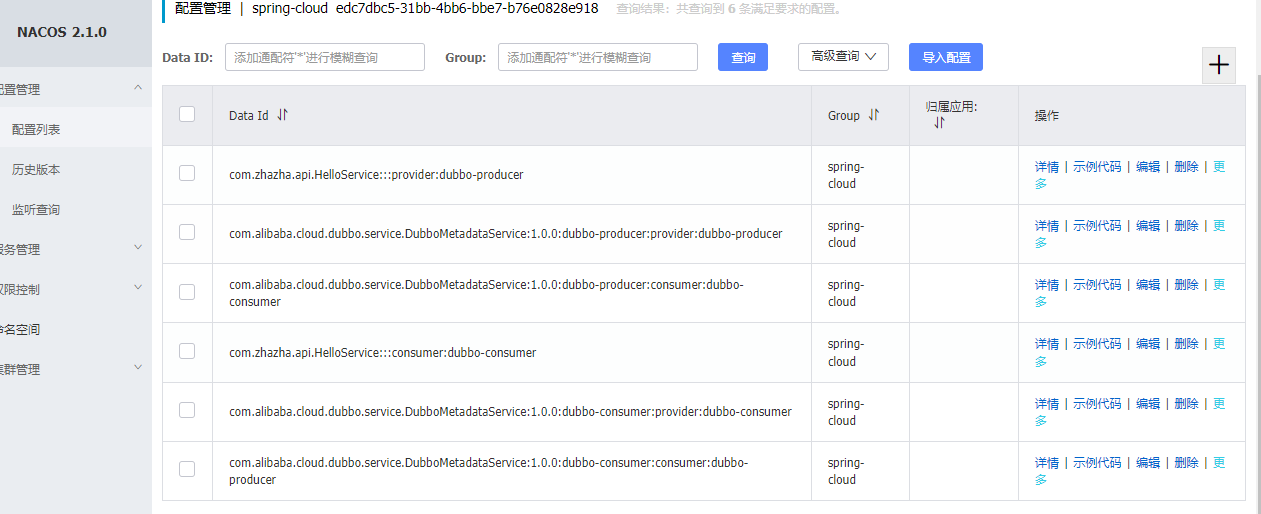 配置管理 | spring-cloud edc7dbc5-31bb-4bb6-bbe7-b76e0828e918 查询结果：共查询到 6 条满足要求的配置。
NACOS 2.1.0
Data ID: 添加通配符'*'进行模糊查询 Group: 添加通配符'*'进行模糊查询 查询 高级查询 导入配置
配置管理
配置列表
历史版本
监听查询
服务管理
权限控制
命名空间
集群管理
Data Id Group 归属应用: 操作
com.zhazha.api.HelloService:::provider:dubbo-producer
spring-
cloud
详情 | 示例代码 | 编辑 | 删除 | 更
多
com.alibaba.cloud.dubbo.service.DubboMetadataService:1.0.0:dubbo-producer:provider:dubbo-producer
spring-
cloud
详情 | 示例代码 | 编辑 | 删除 | 更
多
com.alibaba.cloud.dubbo.service.DubboMetadataService:1.0.0:dubbo-producer:consumer:dubbo-
consumer
spring-
cloud
详情 | 示例代码 | 编辑 | 删除 | 更
多
com.zhazha.api.HelloService:::consumer:dubbo-consumer
spring-
cloud
详情 | 示例代码 | 编辑 | 删除 | 更
多
com.alibaba.cloud.dubbo.service.DubboMetadataService:1.0.0:dubbo-consumer:provider:dubbo-consumer
spring-
cloud
详情 | 示例代码 | 编辑 | 删除 | 更
多
com.alibaba.cloud.dubbo.service.DubboMetadataService:1.0.0:dubbo-consumer:consumer:dubbo-
producer
spring-
cloud
详情 | 示例代码 | 编辑 | 删除 | 更
多